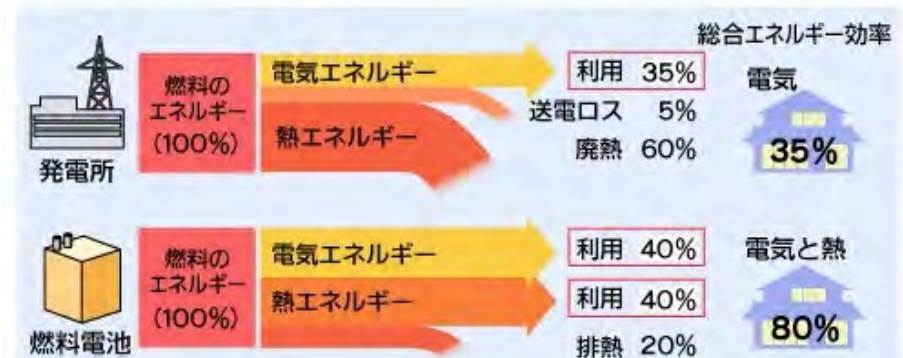 総合エネルギー効率
発電所
燃料の
エネルギー
(100%)
電気エネルギー
熱エネルギー
利用 35%
送電ロス 5%
廃熱 60%
電気
35%
燃料電池
燃料の
エネルギー
(100%)
電気エネルギー
熱エネルギー
利用 40%
利用 40%
排熱 20%
電気と熱
80%